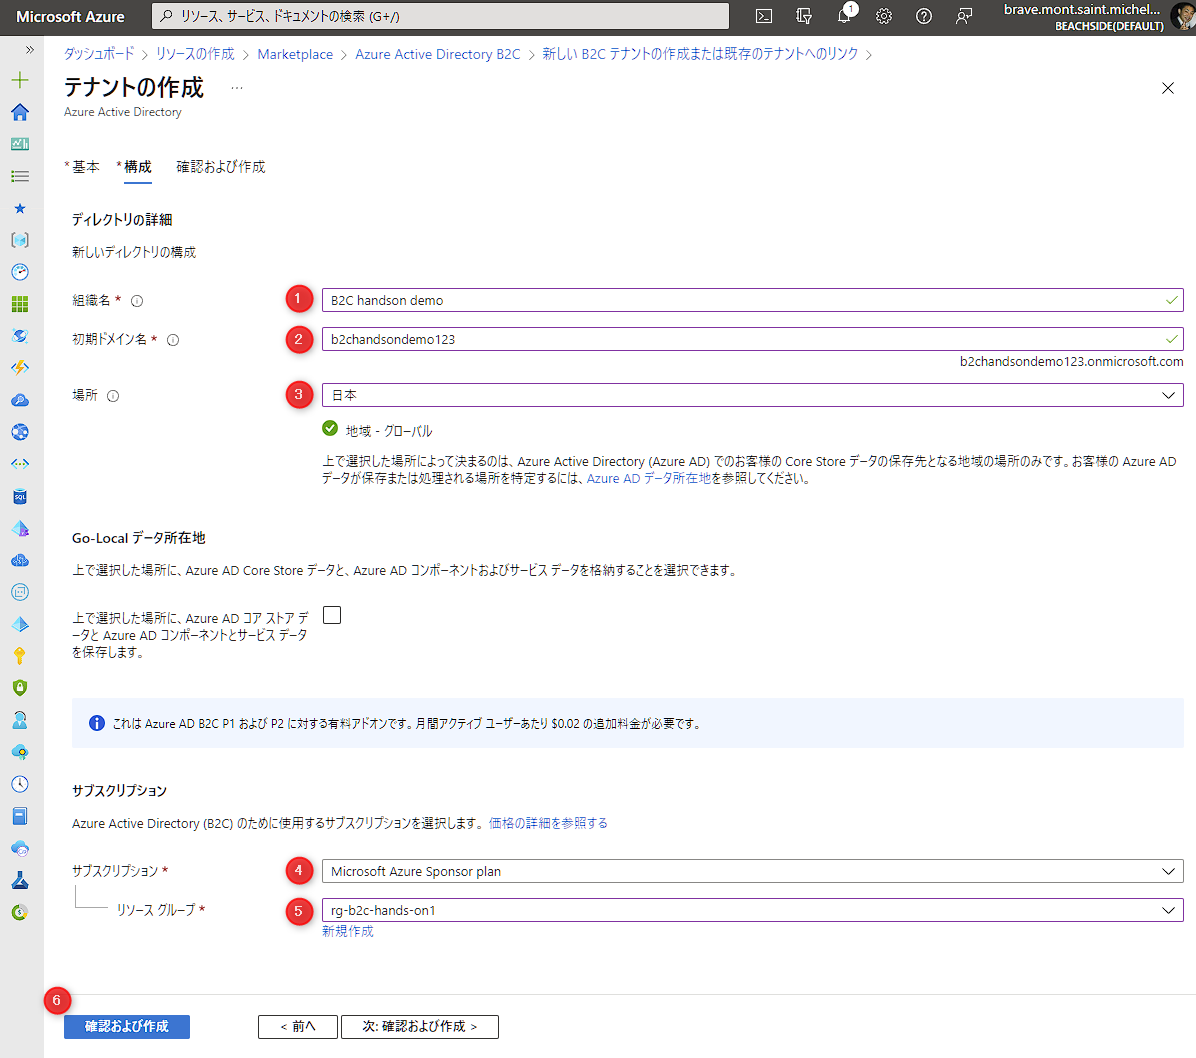 Microsoft Azure
リソース、サービス、ドキュメントの検索 (G+/)
1
brave.mont.saint.michel...
BEACHSIDE(DEFAULT)
»
ダッシュボード > リソースの作成 > Marketplace > Azure Active Directory B2C > 新しい B2C テナントの作成または既存のテナントへのリンク >
テナントの作成 ...
Azure Active Directory
* 基本 * 構成 確認および作成
ディレクトリの詳細
新しいディレクトリの構成
組織名 * 1 B2C handson demo
初期ドメイン名 * 2 b2chandsondemo123
b2chandsondemo123.onmicrosoft.com
場所 3 日本
地域 - グローバル
上で選択した場所によって決まるのは、Azure Active Directory (Azure AD) でのお客様の Core Store データの保存先となる地域の場所のみです。お客様の Azure AD
データが保存または処理される場所を特定するには、Azure AD データ所在地を参照してください。
Go-Local データ所在地
上で選択した場所に、Azure AD Core Store データと、Azure AD コンポーネントおよびサービス データを格納することを選択できます。
上で選択した場所に、Azure AD コア ストア デ
ータと Azure AD コンポーネントとサービス データ
を保存します。
これは Azure AD B2C P1 および P2 に対する有料アドオンです。月間アクティブ ユーザーあたり $0.02 の追加料金が必要です。
サブスクリプション
Azure Active Directory (B2C) のために使用するサブスクリプションを選択します。 価格の詳細を参照する
サブスクリプション * 4 Microsoft Azure Sponsor plan
リソース グループ * 5 rg-b2c-hands-on1
新規作成
6
確認および作成 < 前へ 次: 確認および作成 >